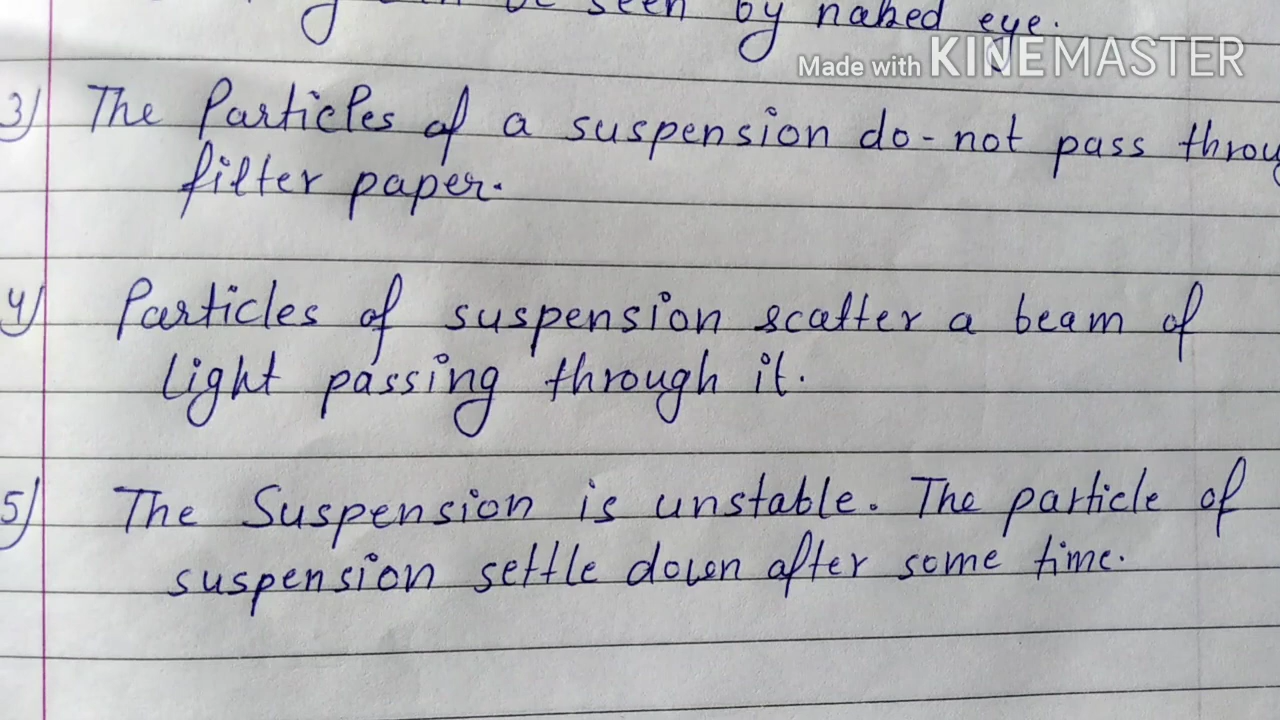 be seen by naked eye.
Made with KINEMASTER
3) The Particles of a suspension do-not pass throu
filter paper.
4) Particles of suspension scatter a beam of
light passing through it.
5) The Suspension is unstable. The particle of
suspension settle down after some time.